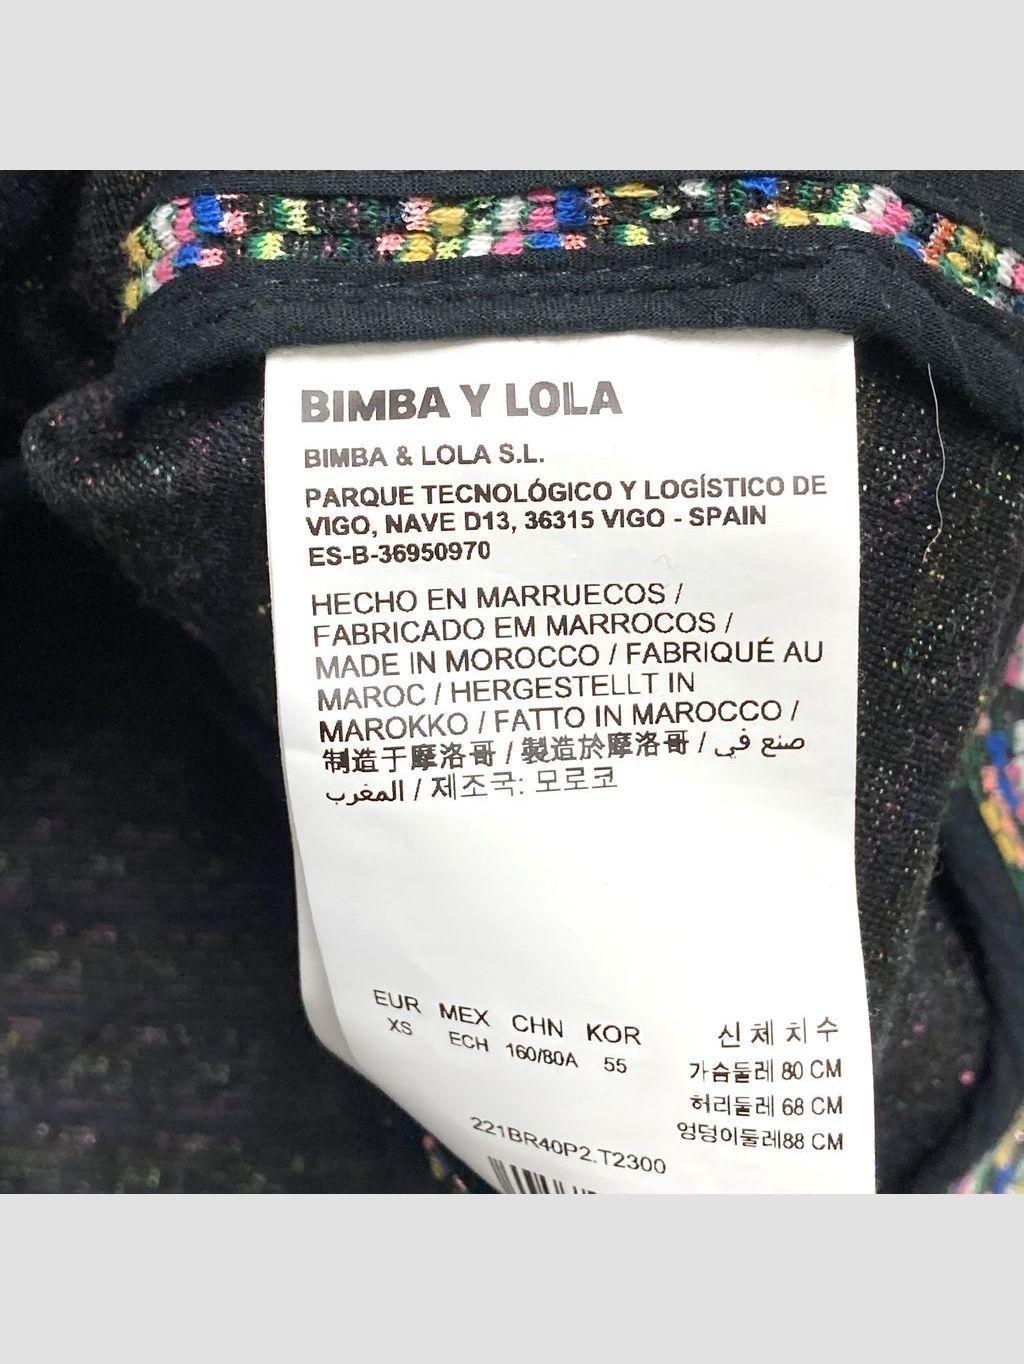 BIMBA Y LOLA
BIMBA & LOLA S.L.
PARQUE TECNOLÓGICO Y LOGÍSTICO DE
VIGO, NAVE D13, 36315 VIGO - SPAIN
ES-B-36950970
HECHO EN MARRUECOS /
FABRICADO EM MARROCOS /
MADE IN MOROCCO / FABRIQUÉ AU
MAROC / HERGESTELLT IN
MAROKKO / FATTO IN MAROCCO /
制造于摩洛哥 / 製造於摩洛哥 / صنع في
المغرب / 제조국: 모로코
EUR MEX CHN KOR
XS ECH 160/80A 55
신체치수
가슴둘레 80 CM
허리둘레 68 CM
엉덩이둘레88 CM
221BR40P2.T2300